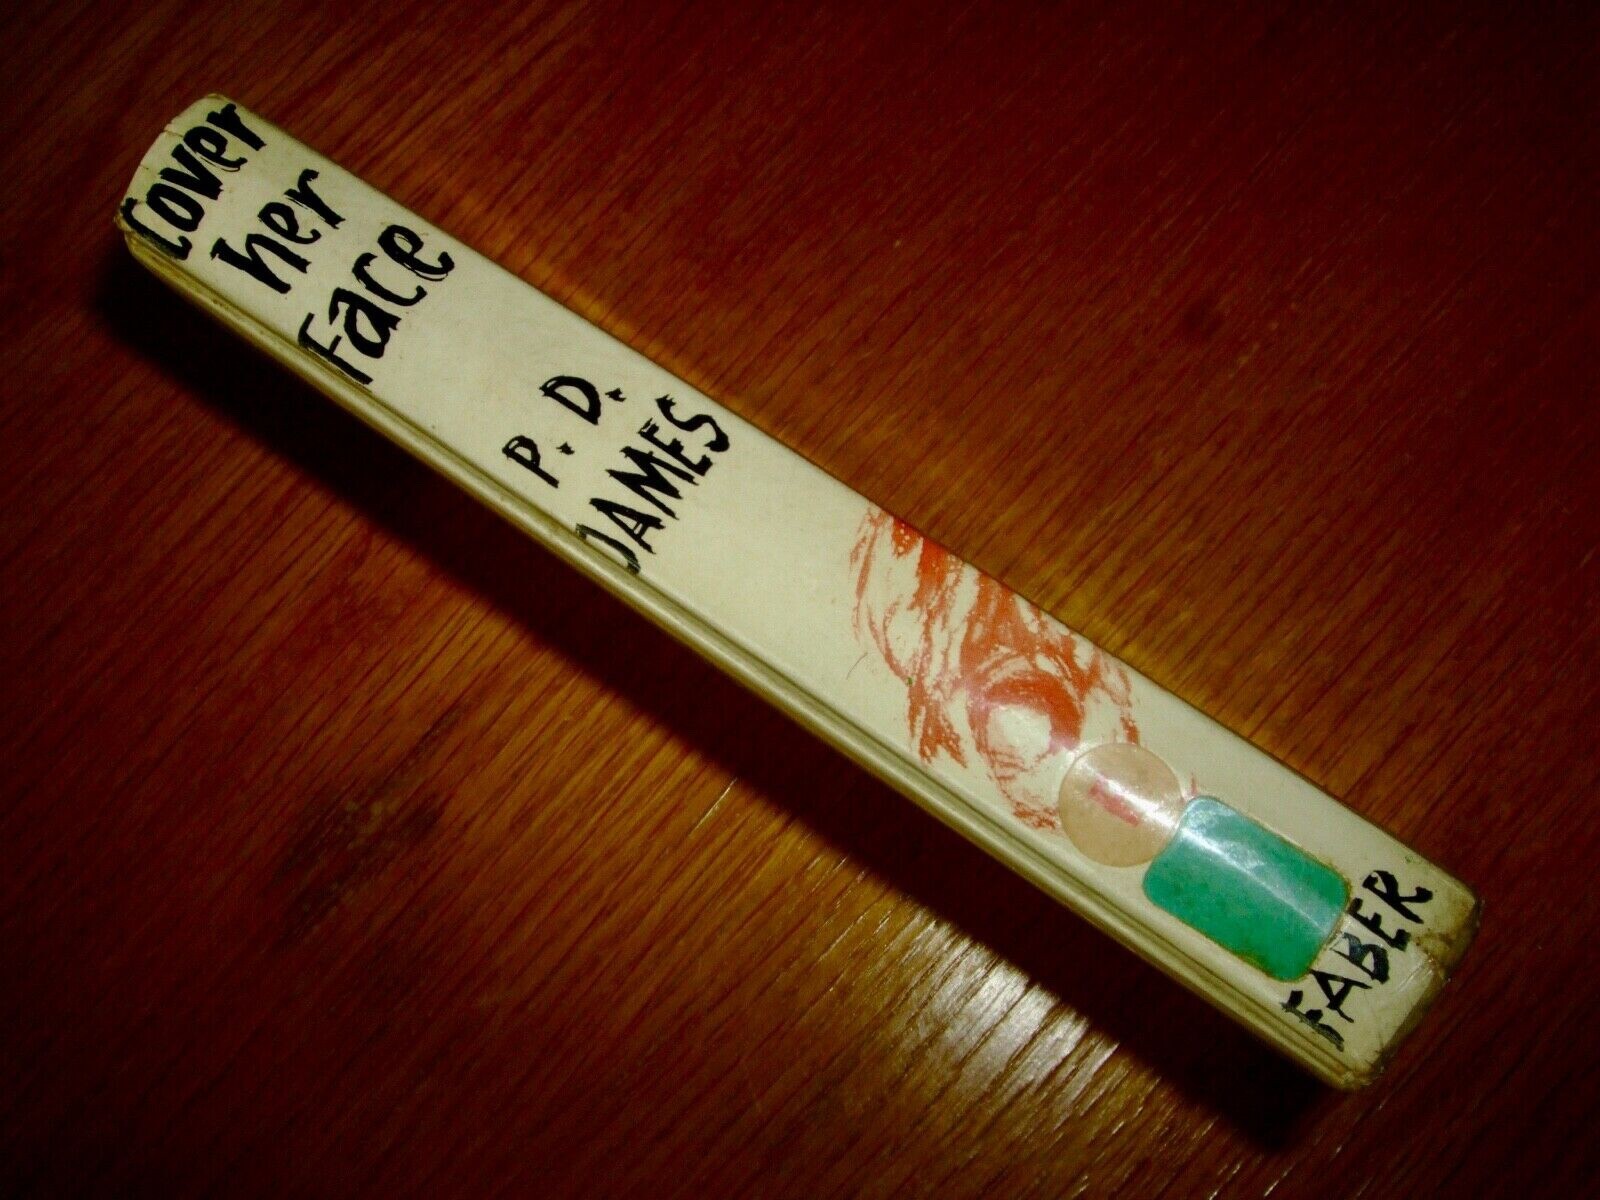 Cover
her
Face
P. D.
JAMES
FABER